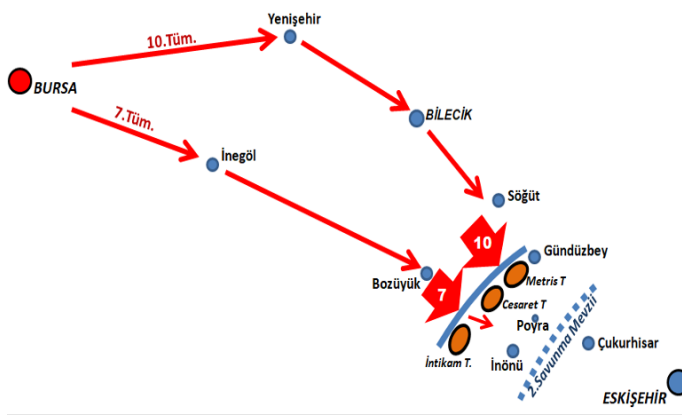 Yenişehir
10.Tüm.
BURSA
7.Tüm.
BİLECİK
İnegöl
Söğüt
10
Gündüzbey
Bozüyük
Metris T
7
Cesaret T
Poyra
2.Savunma Mevzii
Çukurhisar
İntikam T.
İnönü
ESKİŞEHİR